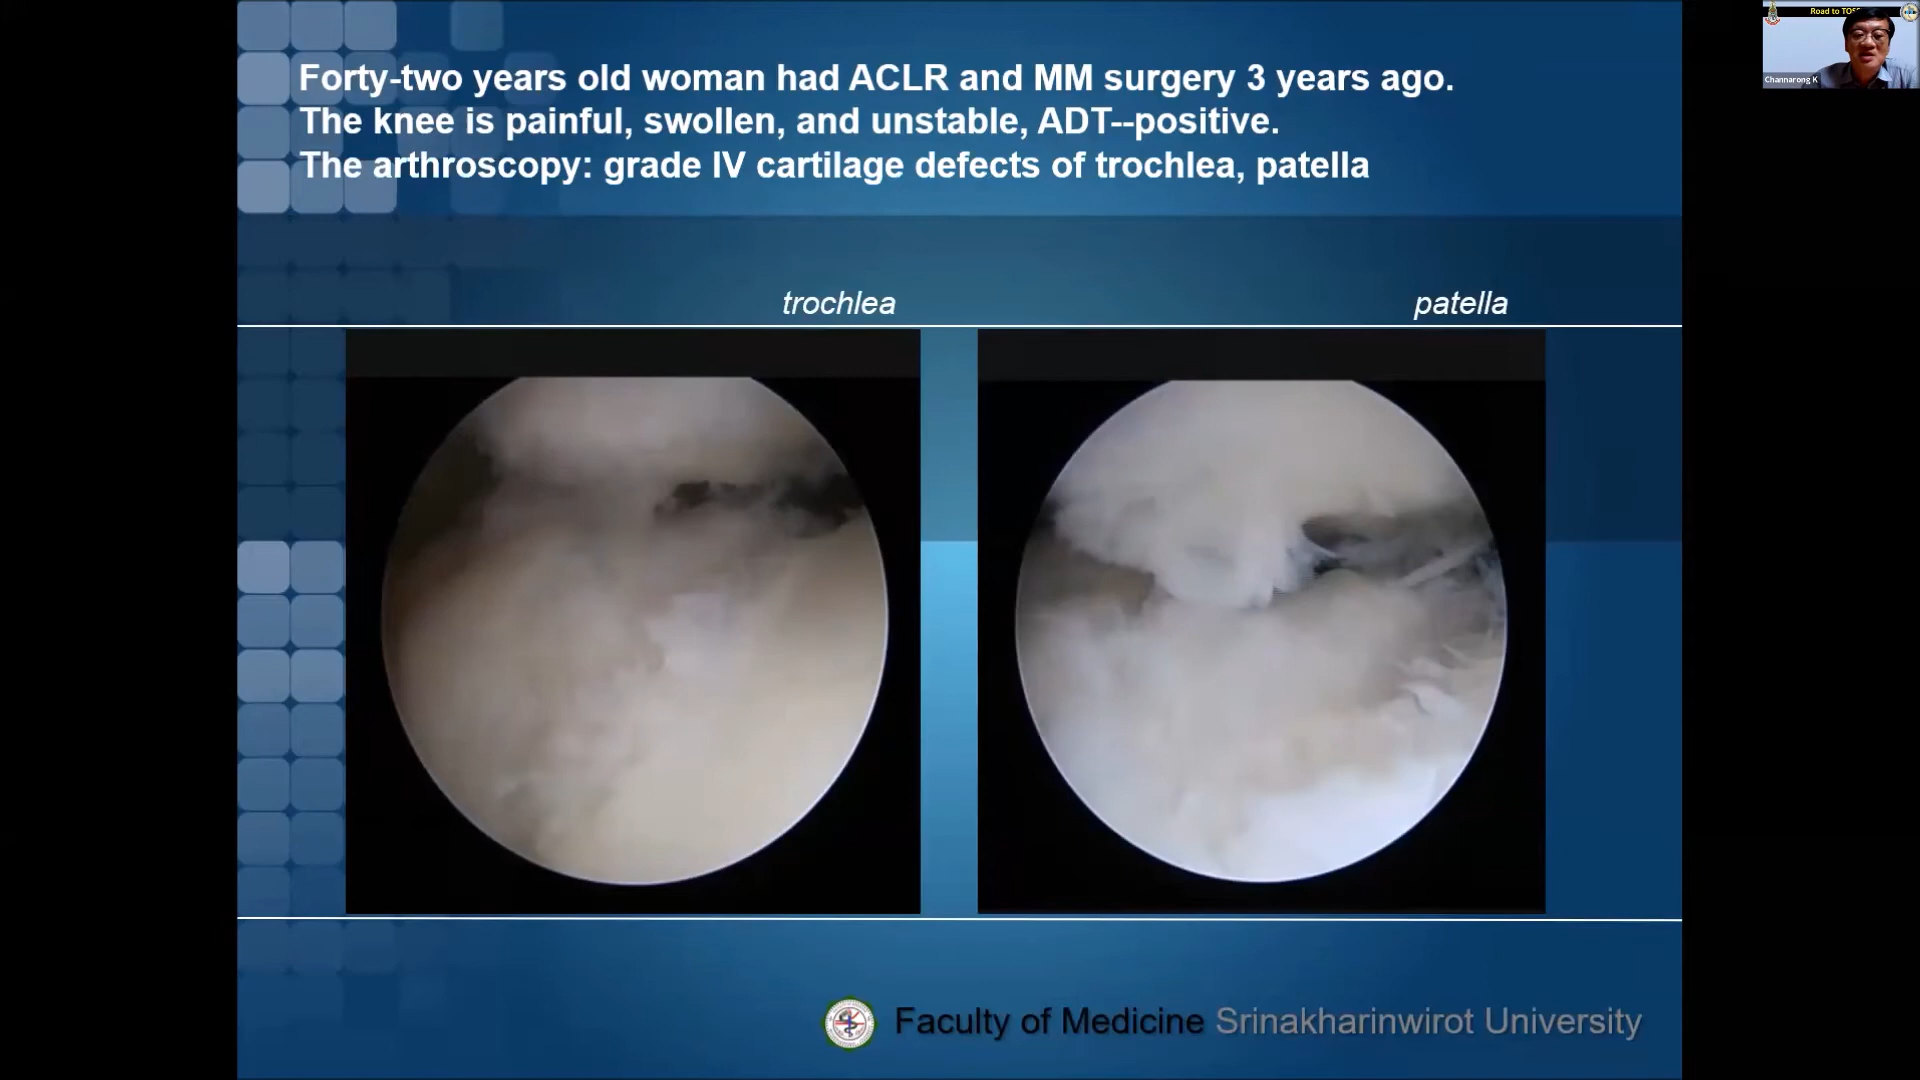 Forty-two years old woman had ACLR and MM surgery 3 years ago.
The knee is painful, swollen, and unstable, ADT--positive.
The arthroscopy: grade IV cartilage defects of trochlea, patella
trochlea
patella
Faculty of Medicine Srinakharinwirot University
Road to
Channarong K